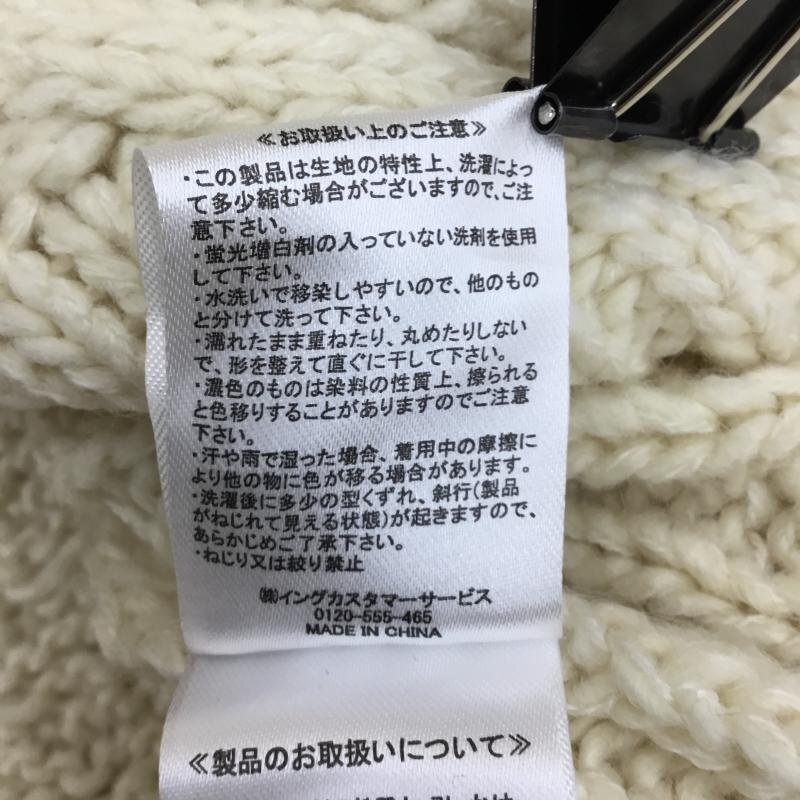 ≪お取扱い上のご注意≫
・この製品は生地の特性上、洗濯によっ
て多少縮む場合がございますので、ご注
意下さい。
・蛍光増白剤の入っていない洗剤を使用
して下さい。
・水洗いで移染しやすいので、他のもの
と分けて洗って下さい。
・濡れたまま重ねたり、丸めたりしない
で、形を整えて直ぐに干して下さい。
・濃色のものは染料の性質上、擦られる
と色移りすることがありますのでご注意
下さい。
・汗や雨で湿った場合、着用中の摩擦に
より他の物に色が移る場合があります。
・洗濯後に多少の型くずれ、斜行(製品
がねじれて見える状態)が起きますので、
あらかじめご了承下さい。
・ねじり又は絞り禁止
㈱イングカスタマーサービス
0120-555-465
MADE IN CHINA
≪製品のお取扱いについて≫